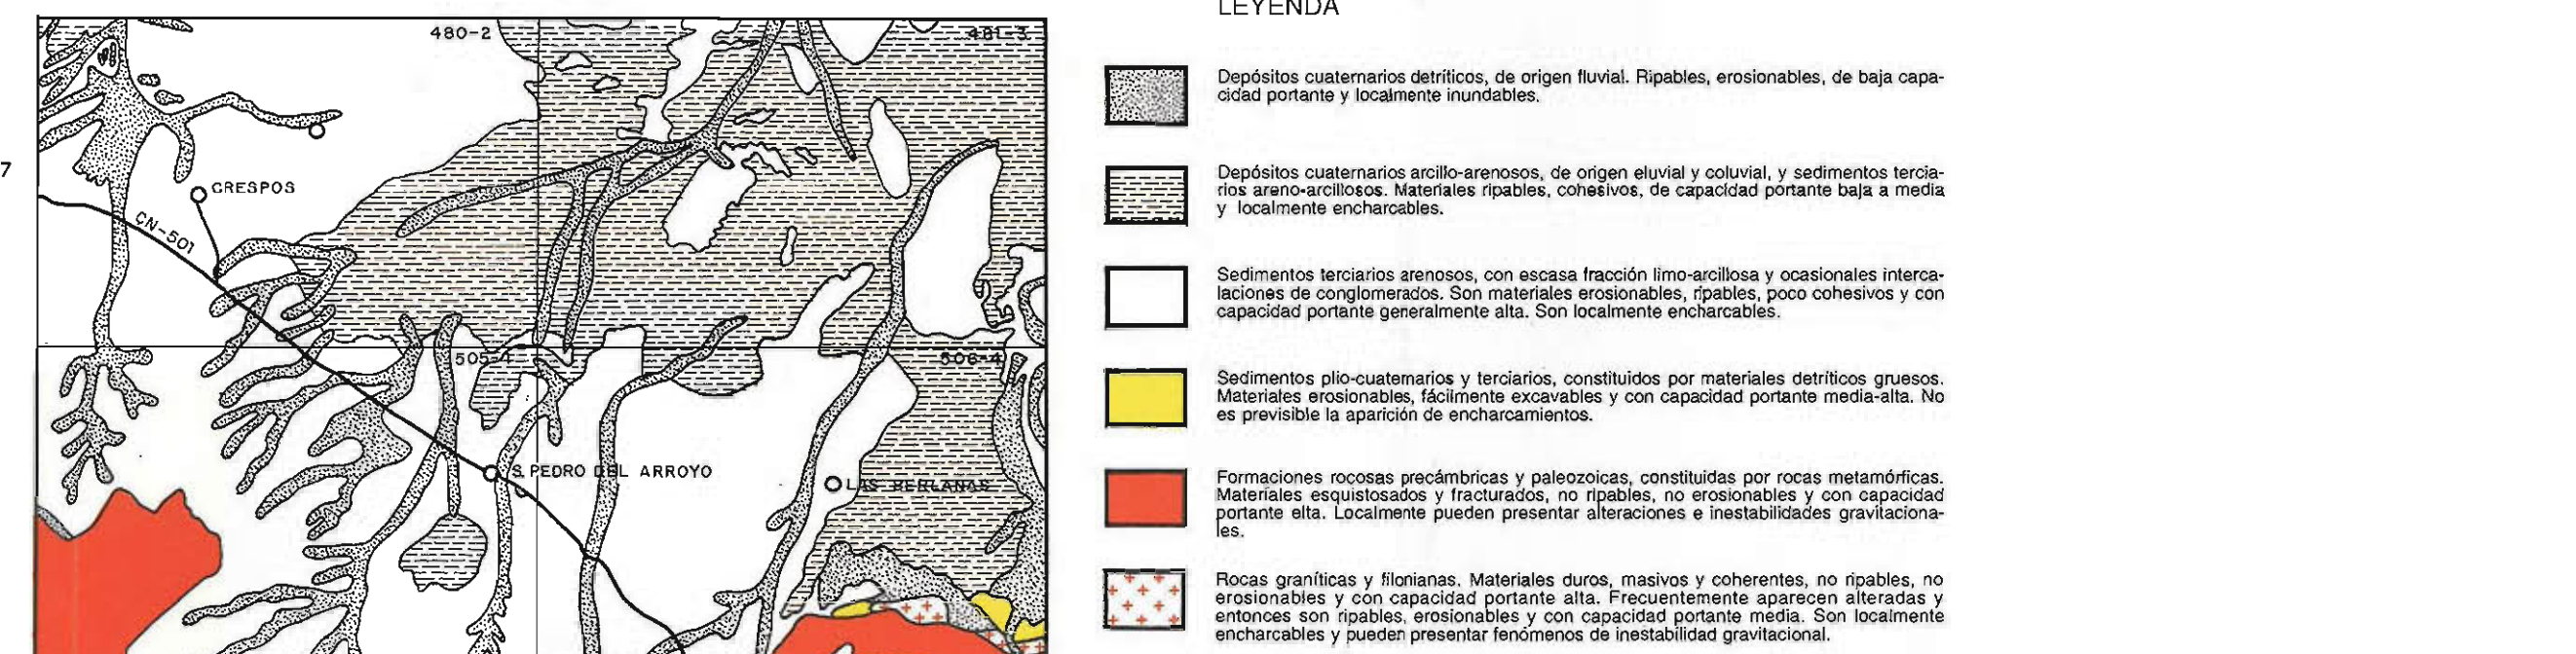 480-2
481-3
7
CRESPOS
CN-501
505-1
506-4
S. PEDRO DEL ARROYO
LAS BERLANAS
LEYENDA
Depósitos cuaternarios detríticos, de origen fluvial. Ripables, erosionables, de baja capa-
cidad portante y localmente inundables.
Depósitos cuaternarios arcillo-arenosos, de origen eluvial y coluvial, y sedimentos tercia-
rios areno-arcillosos. Materiales ripables, cohesivos, de capacidad portante baja a media
y localmente encharcables.
Sedimentos terciarios arenosos, con escasa fracción limo-arcillosa y ocasionales interca-
laciones de conglomerados. Son materiales erosionables, ripables, poco cohesivos y con
capacidad portante generalmente alta. Son localmente encharcables.
Sedimentos plio-cuaternarios y terciarios, constituidos por materiales detríticos gruesos.
Materiales erosionables, fácilmente excavables y con capacidad portante media-alta. No
es previsible la aparición de encharcamientos.
Formaciones rocosas precámbricas y paleozoicas, constituidas por rocas metamórficas.
Materiales esquistosados y fracturados, no ripables, no erosionables y con capacidad
portante elta. Localmente pueden presentar alteraciones e inestabilidades gravitaciona-
les.
Rocas graníticas y filonianas. Materiales duros, masivos y coherentes, no ripables, no
erosionables y con capacidad portante alta. Frecuentemente aparecen alteradas y
entonces son ripables, erosionables y con capacidad portante media. Son localmente
encharcables y pueden presentar fenómenos de inestabilidad gravitacional.